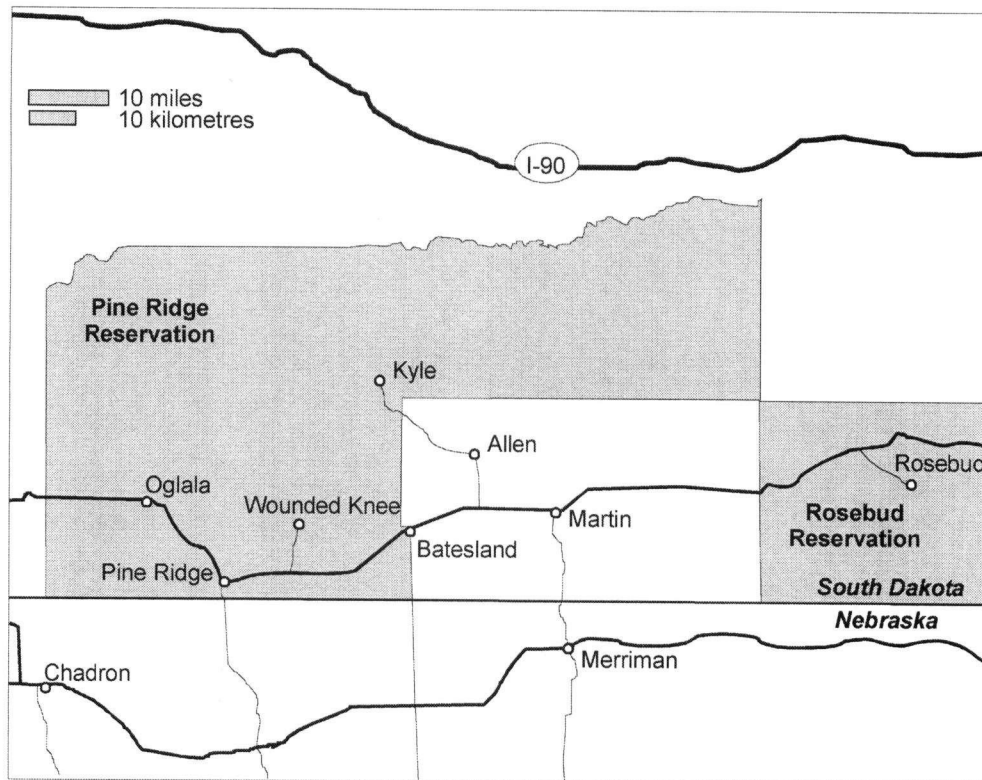 10 miles
10 kilometres
I-90
Pine Ridge
Reservation
Kyle
Allen
Oglala
Wounded Knee
Rosebud
Martin
Batesland
Rosebud
Reservation
Pine Ridge
South Dakota
Nebraska
Chadron
Merriman